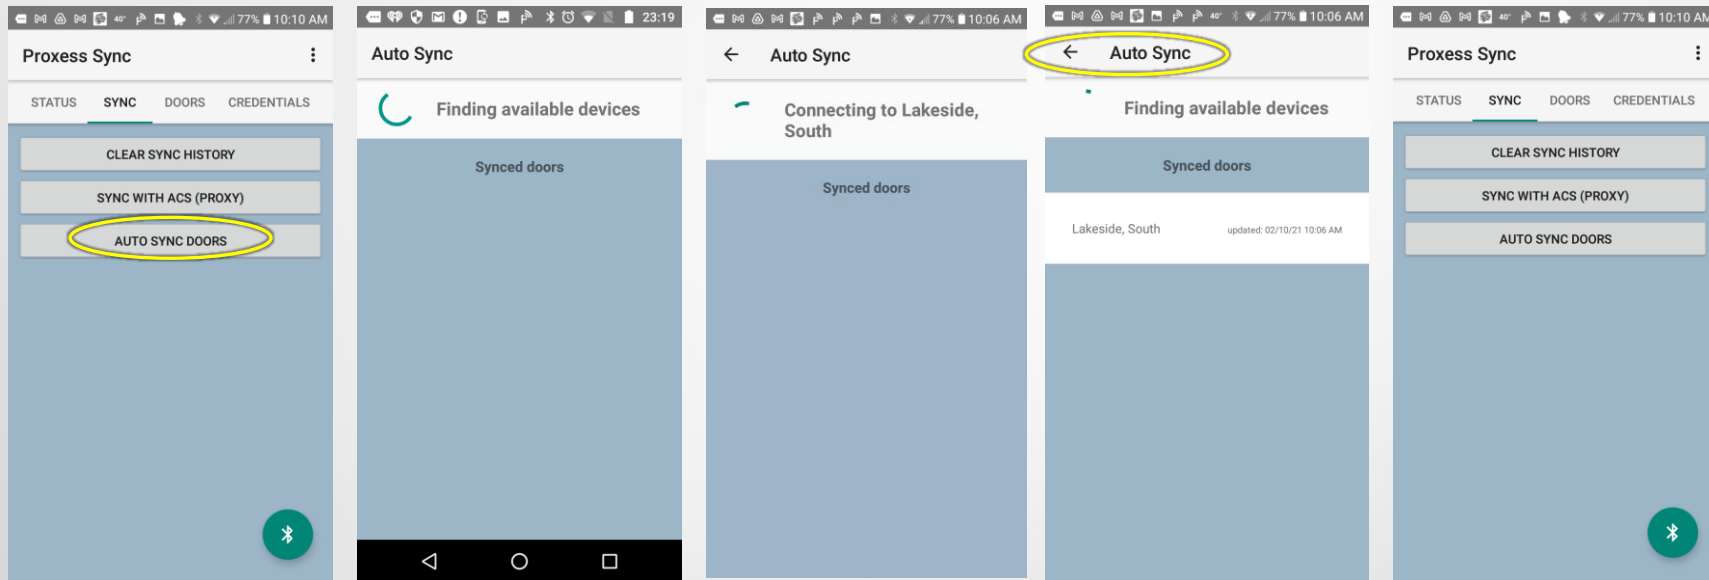 40° 77% 10:10 AM
Proxess Sync
STATUS SYNC DOORS CREDENTIALS
CLEAR SYNC HISTORY
SYNC WITH ACS (PROXY)
AUTO SYNC DOORS
23:19
Auto Sync
Finding available devices
Synced doors
77% 10:06 AM
Auto Sync
Connecting to Lakeside,
South
Synced doors
40° 77% 10:06 AM
Auto Sync
Finding available devices
Synced doors
Lakeside, South updated: 02/10/21 10:06 AM
40° 77% 10:10 AM
Proxess Sync
STATUS SYNC DOORS CREDENTIALS
CLEAR SYNC HISTORY
SYNC WITH ACS (PROXY)
AUTO SYNC DOORS